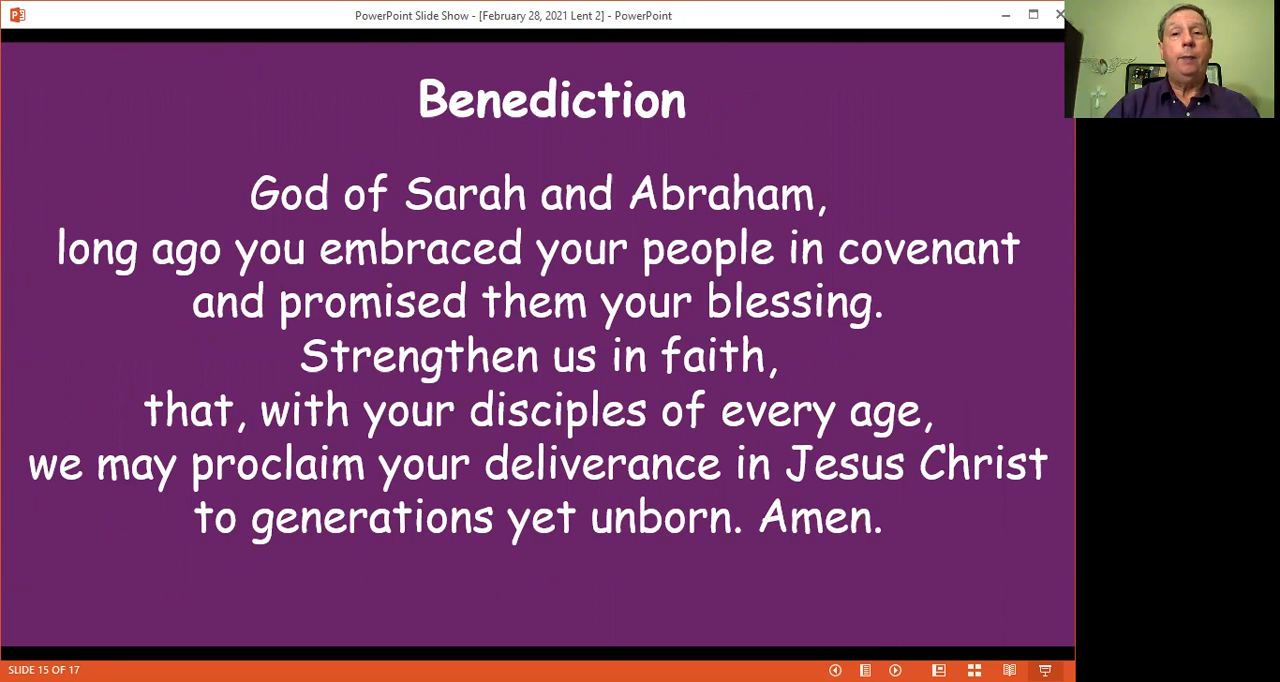 PowerPoint Slide Show - [February 28, 2021 Lent 2] - PowerPoint
Benediction
God of Sarah and Abraham,
long ago you embraced your people in covenant
and promised them your blessing.
Strengthen us in faith,
that, with your disciples of every age,
we may proclaim your deliverance in Jesus Christ
to generations yet unborn. Amen.
SLIDE 15 OF 17